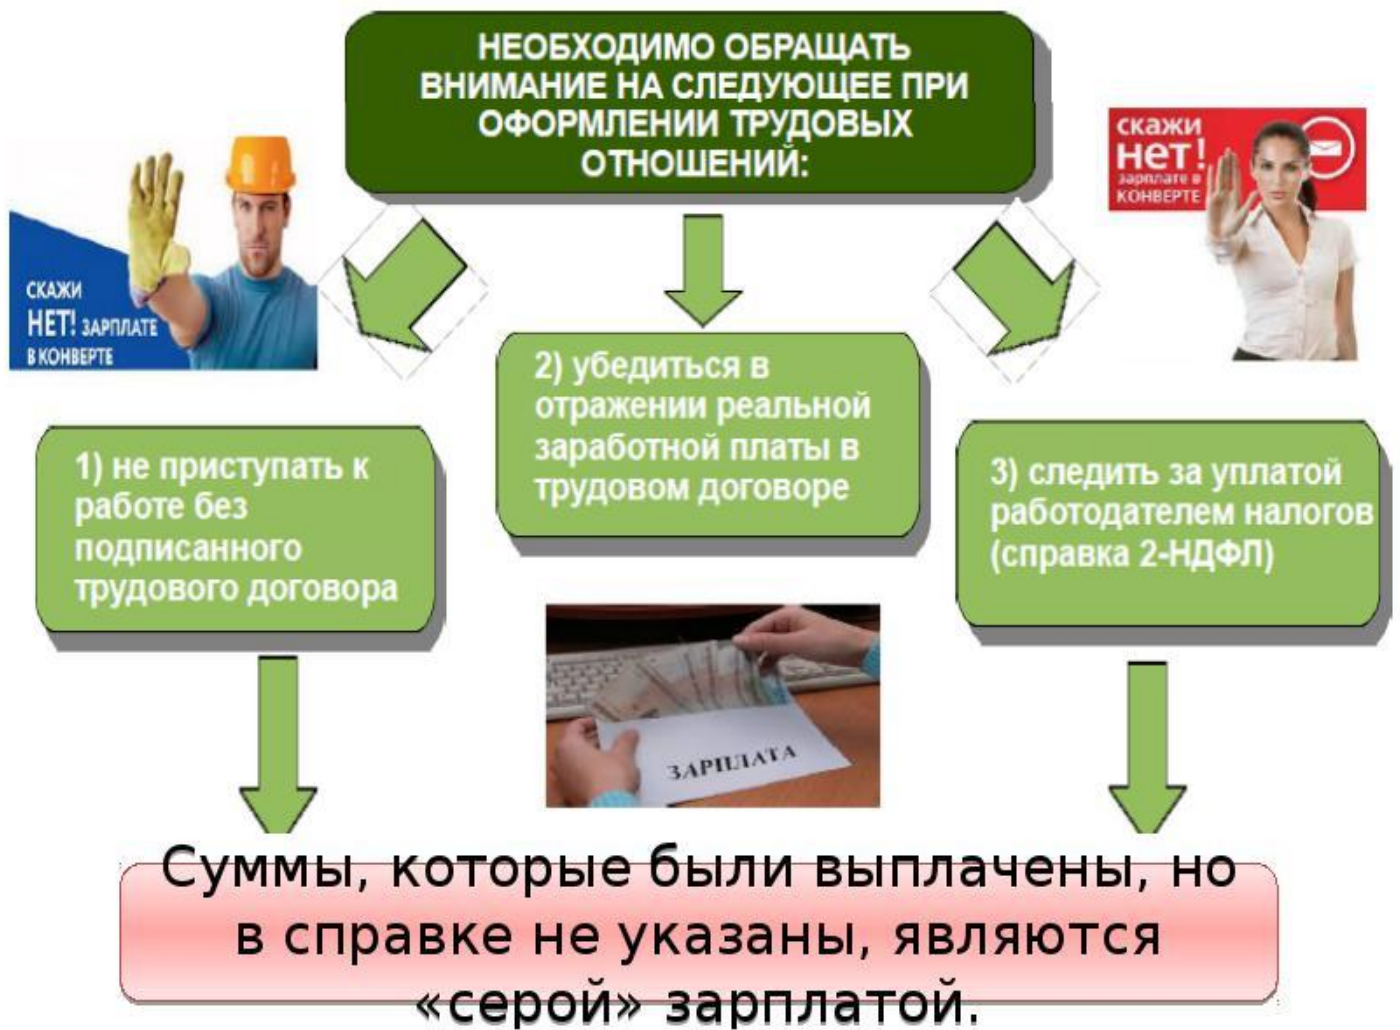 НЕОБХОДИМО ОБРАЩАТЬ
ВНИМАНИЕ НА СЛЕДУЮЩЕЕ ПРИ
ОФОРМЛЕНИИ ТРУДОВЫХ
ОТНОШЕНИЙ:
СКАЖИ
НЕТ! ЗАРПЛАТЕ
В КОНВЕРТЕ
скажи
нет!
зарплате в
КОНВЕРТЕ
1) не приступать к
работе без
подписанного
трудового договора
2) убедиться в
отражении реальной
заработной платы в
трудовом договоре
3) следить за уплатой
работодателем налогов
(справка 2-НДФЛ)
ЗАРПЛАТА
Суммы, которые были выплачены, но
в справке не указаны, являются
«серой» зарплатой.